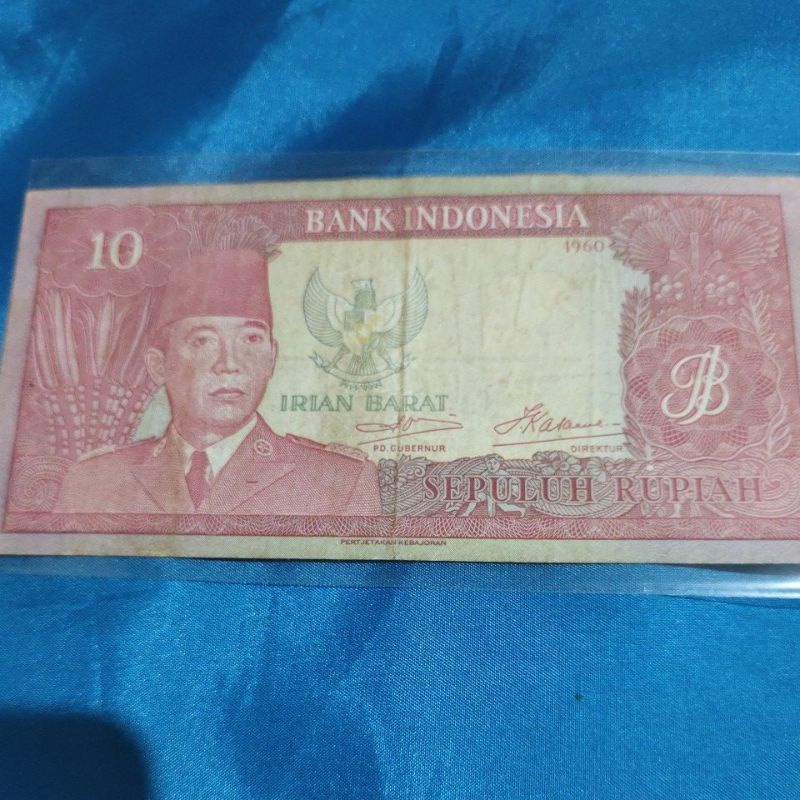 BANK INDONESIA
10
1960
IRIAN BARAT
PD. GUBERNUR
DIREKTUR
SEPULUH RUPIAH
PERTJETAKAN KEBAJORAN